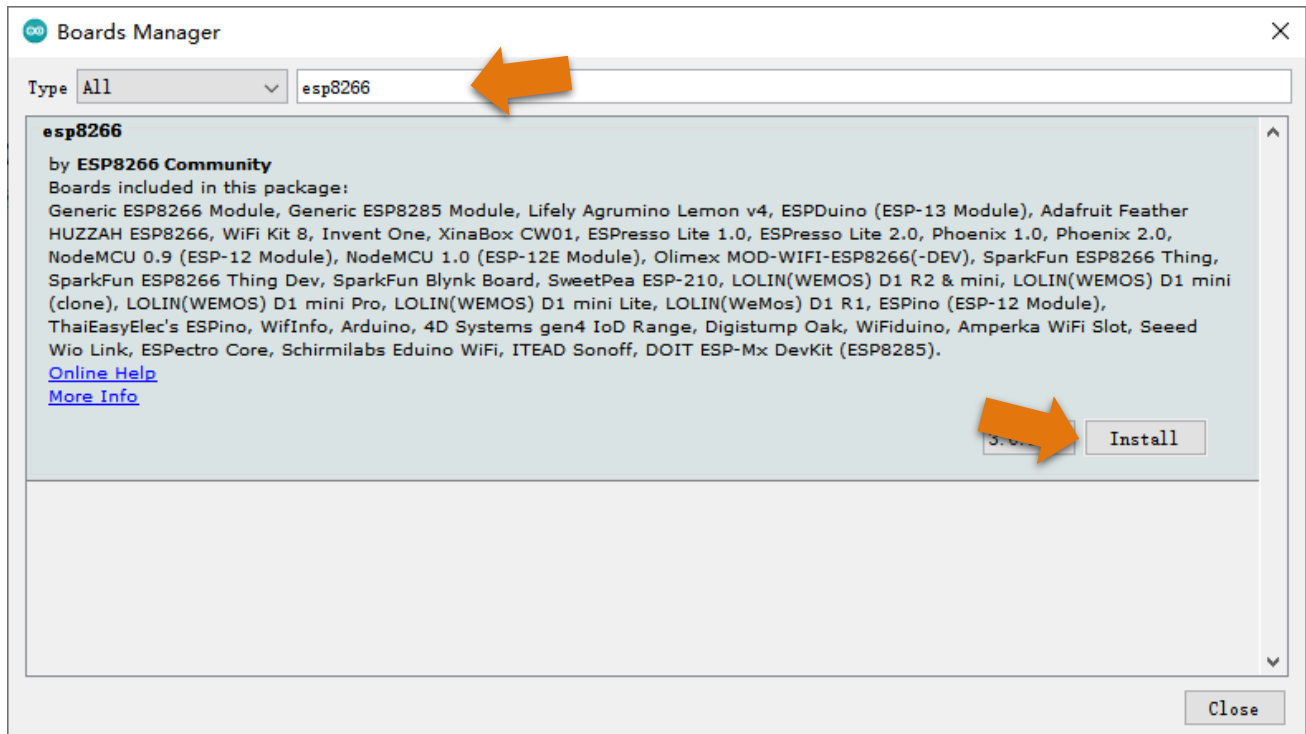 Boards Manager
Type All esp8266
esp8266
by ESP8266 Community
Boards included in this package:
Generic ESP8266 Module, Generic ESP8285 Module, Lifely Agrumino Lemon v4, ESPDuino (ESP-13 Module), Adafruit Feather
HUZZAH ESP8266, WiFi Kit 8, Invent One, XinaBox CW01, ESPresso Lite 1.0, ESPresso Lite 2.0, Phoenix 1.0, Phoenix 2.0,
NodeMCU 0.9 (ESP-12 Module), NodeMCU 1.0 (ESP-12E Module), Olimex MOD-WIFI-ESP8266(-DEV), SparkFun ESP8266 Thing,
SparkFun ESP8266 Thing Dev, SparkFun Blynk Board, SweetPea ESP-210, LOLIN(WEMOS) D1 R2 & mini, LOLIN(WEMOS) D1 mini
(clone), LOLIN(WEMOS) D1 mini Pro, LOLIN(WEMOS) D1 mini Lite, LOLIN(WeMos) D1 R1, ESPino (ESP-12 Module),
ThaiEasyElec's ESPino, WifInfo, Arduino, 4D Systems gen4 IoD Range, Digistump Oak, WiFiduino, Amperka WiFi Slot, Seeed
Wio Link, ESPectro Core, Schirmilabs Eduino WiFi, ITEAD Sonoff, DOIT ESP-Mx DevKit (ESP8285).
Online Help
More Info
Install
Close